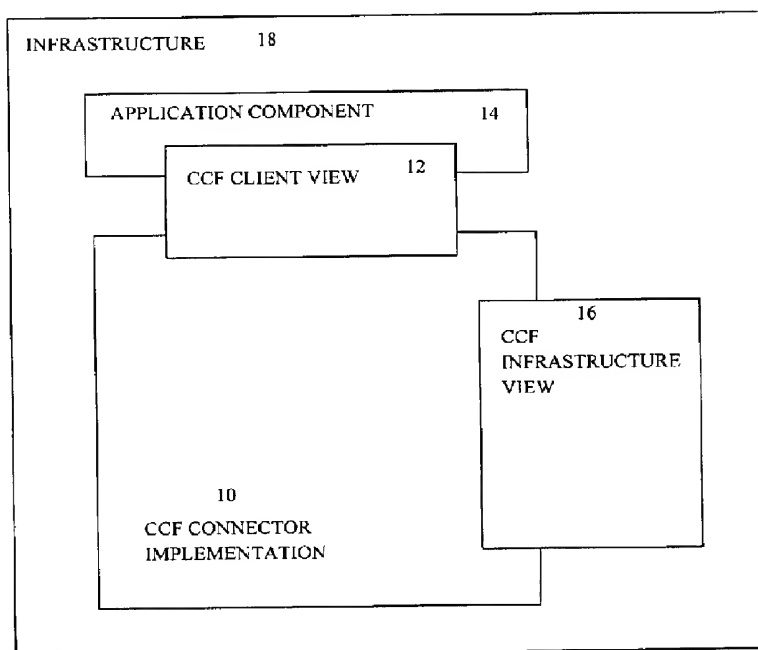 INFRASTRUCTURE 18
APPLICATION COMPONENT 14
CCF CLIENT VIEW 12
16
CCF
INFRASTRUCTURE
VIEW
10
CCF CONNECTOR
IMPLEMENTATION